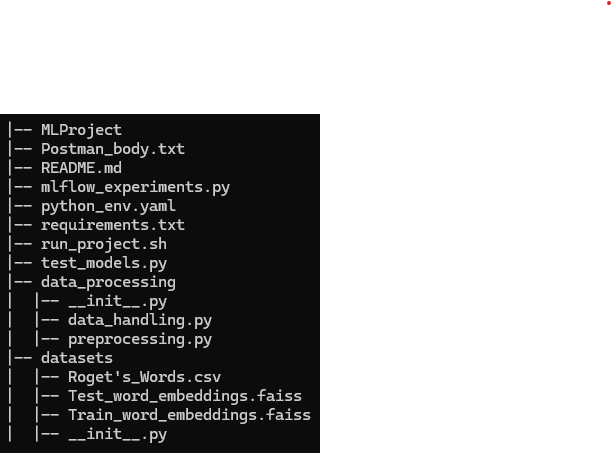 |-- MLProject
|-- Postman_body.txt
|-- README.md
|-- mlflow_experiments.py
|-- python_env.yaml
|-- requirements.txt
|-- run_project.sh
|-- test_models.py
|-- data_processing
|  |-- __init__.py
|  |-- data_handling.py
|  |-- preprocessing.py
|-- datasets
|  |-- Roget's_Words.csv
|  |-- Test_word_embeddings.faiss
|  |-- Train_word_embeddings.faiss
|  |-- __init__.py